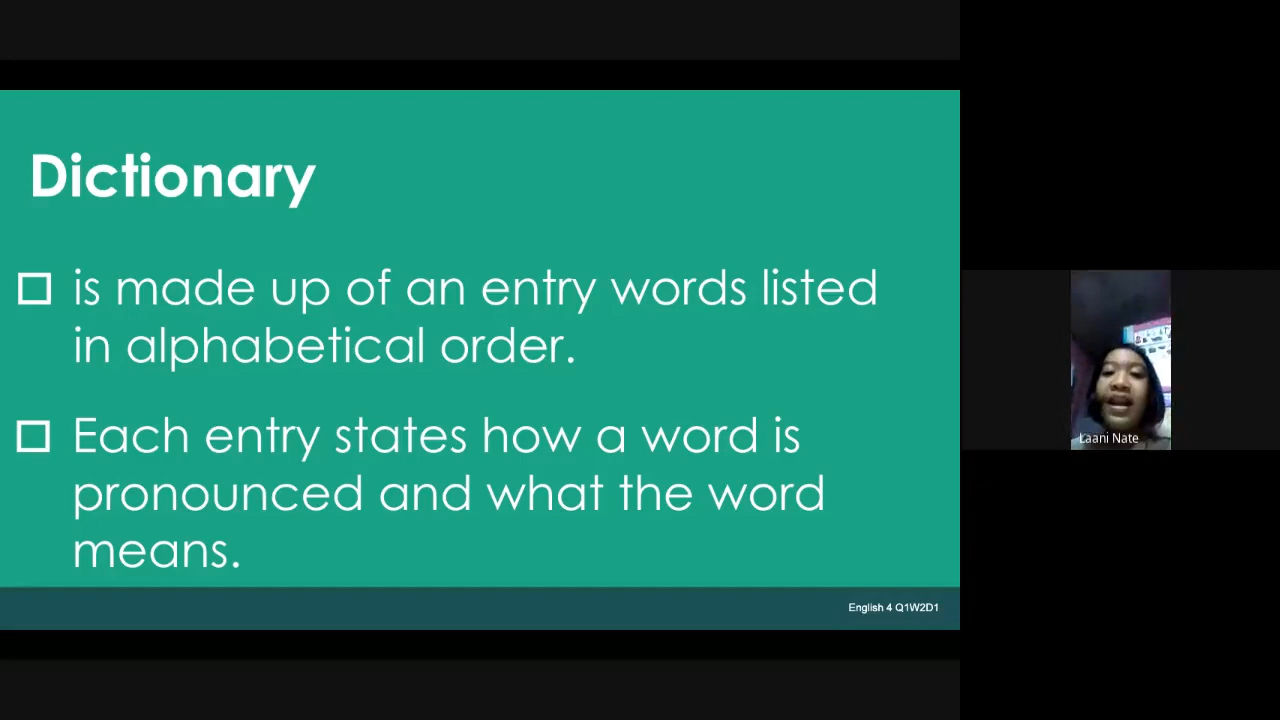 Dictionary
is made up of an entry words listed
in alphabetical order.
Each entry states how a word is
pronounced and what the word
means.
English 4 Q1W2D1
Laani Nate